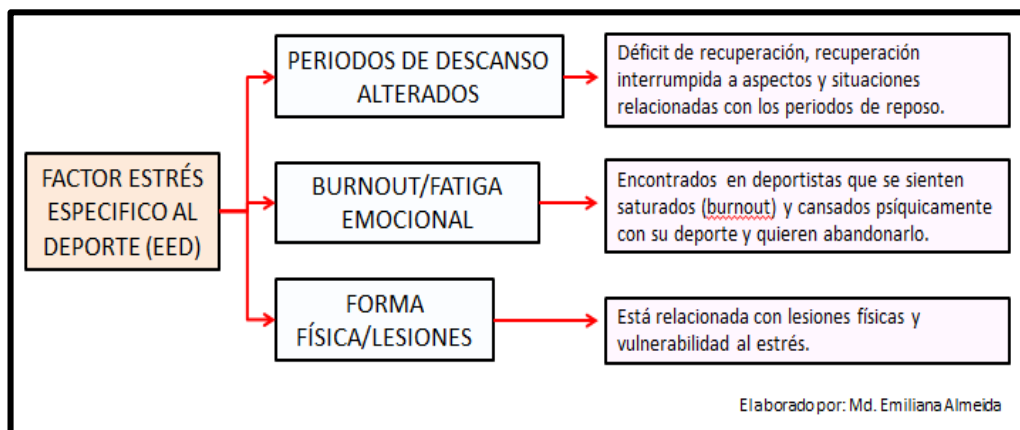 FACTOR ESTRÉS
ESPECIFICO AL
DEPORTE (EED)
PERIODOS DE DESCANSO
ALTERADOS
Déficit de recuperación, recuperación
interrumpida a aspectos y situaciones
relacionadas con los periodos de reposo.
BURNOUT/FATIGA
EMOCIONAL
Encontrados en deportistas que se sienten
saturados (burnout) y cansados psíquicamente
con su deporte y quieren abandonarlo.
FORMA
FÍSICA/LESIONES
Está relacionada con lesiones físicas y
vulnerabilidad al estrés.
Elaborado por: Md. Emiliana Almeida